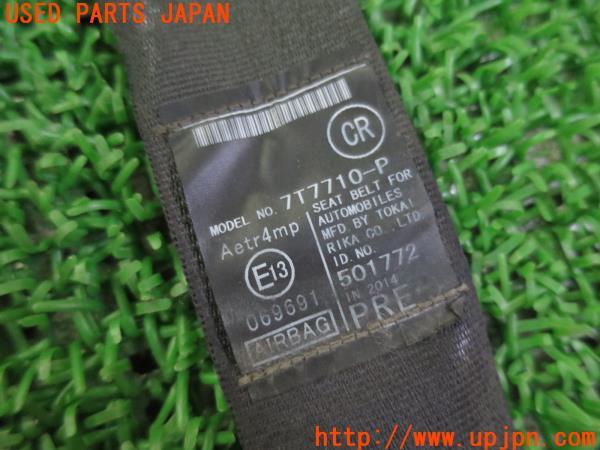 USED PARTS JAPAN
CR
MODEL NO. 7T7710-P
Aetr4mp
E13
069691
AIRBAG
SEAT BELT FOR
AUTOMOBILES
MFD BY TOKAI
RIKA CO., LTD.
ID.NO.
501772
IN 2014
PRE
UPJ www.upjpn.com